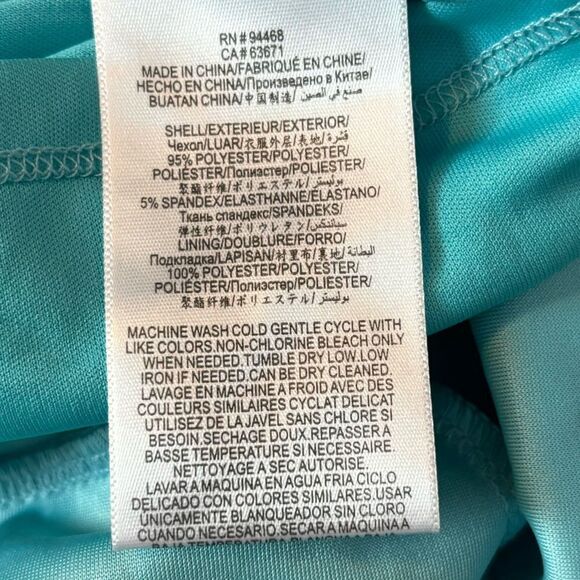 RN# 94468
CA# 63671
MADE IN CHINA/FABRIQUÉ EN CHINE/
HECHO EN CHINA/Произведено в Китае/
BUATAN CHINA/中国制造/ صنع في الصين/
SHELL/EXTERIEUR/EXTERIOR/
Чехол/LUAR/衣服外层/表地/قشرة/
95% POLYESTER/POLYESTER/
POLIÉSTER/Полиэстер/POLIESTER/
聚酯纤维/ポリエステル/بوليستر/
5% SPANDEX/ELASTHANNE/ELASTANO/
Ткань спандекс/SPANDEKS/
弹性纤维/ポリウレタン/سباندكس/
LINING/DOUBLURE/FORRO/
Подкладка/LAPISAN/衬里布/裏地/البطانة/
100% POLYESTER/POLYESTER/
POLIÉSTER/Полиэстер/POLIESTER/
聚酯纤维/ポリエステル/بوليستر/
MACHINE WASH COLD GENTLE CYCLE WITH
LIKE COLORS.NON-CHLORINE BLEACH ONLY
WHEN NEEDED.TUMBLE DRY LOW.LOW
IRON IF NEEDED.CAN BE DRY CLEANED.
LAVAGE EN MACHINE A FROID AVEC DES
COULEURS SIMILAIRES CYCLAT DELICAT
UTILISEZ DE LA JAVEL SANS CHLORE SI
BESOIN.SECHAGE DOUX.REPASSER A
BASSE TEMPERATURE SI NECESSAIRE.
NETTOYAGE A SEC AUTORISE.
LAVAR A MAQUINA EN AGUA FRIA CICLO
DELICADO CON COLORES SIMILARES.USAR
UNICAMENTE BLANQUEADOR SIN CLORO
CUANDO NECESARIO.SECAR A MAQUINA A
BAJA TEMPERATURA.